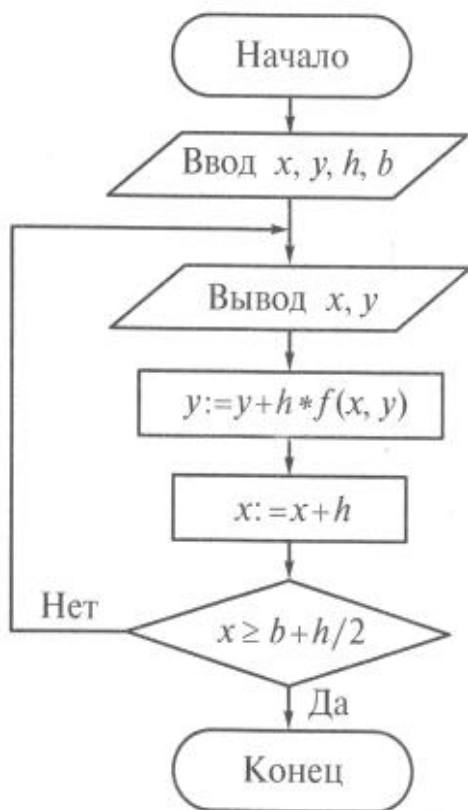 Начало
Ввод x, y, h, b
Вывод x, y
y:=y+h*f(x, y)
x:=x+h
x ≥ b+h/2
Нет
Да
Конец